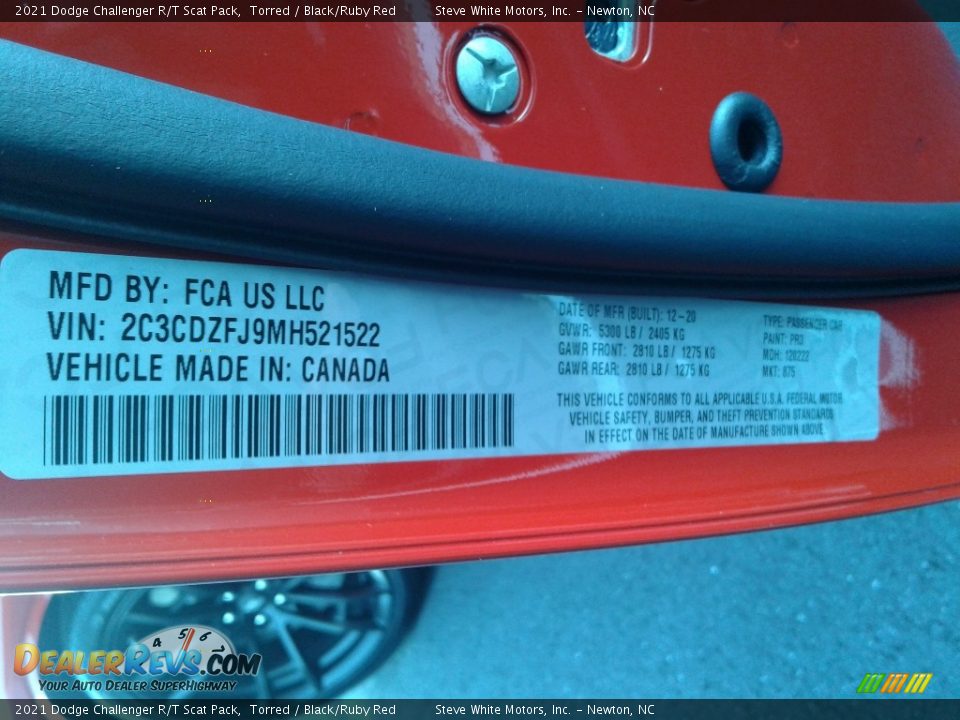 2021 Dodge Challenger R/T Scat Pack, Torred / Black/Ruby Red Steve White Motors, Inc. – Newton, NC
MFD BY: FCA US LLC
VIN: 2C3CDZFJ9MH521522
VEHICLE MADE IN: CANADA
DATE OF MFR (BUILT): 12-20
GVWR: 5300 LB / 2405 KG
GAWR FRONT: 2810 LB / 1275 KG
GAWR REAR: 2810 LB / 1275 KG
TYPE: PASSENGER CAR
PAINT: PR3
MDH: 120222
MKT: 875
THIS VEHICLE CONFORMS TO ALL APPLICABLE U.S.A. FEDERAL MOTOR
VEHICLE SAFETY, BUMPER, AND THEFT PREVENTION STANDARDS
IN EFFECT ON THE DATE OF MANUFACTURE SHOWN ABOVE
4 5 6
DEALERREVS.COM
YOUR AUTO DEALER SUPERHIGHWAY
2021 Dodge Challenger R/T Scat Pack, Torred / Black/Ruby Red Steve White Motors, Inc. – Newton, NC